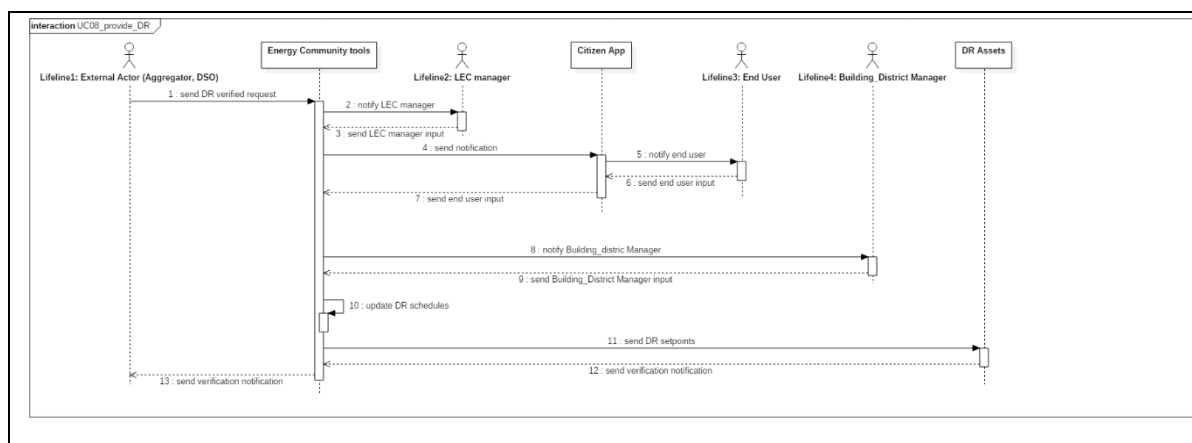 interaction UC08_provide_DR
Energy Community tools
Citizen App
DR Assets
Lifeline1: External Actor (Aggregator, DSO)
Lifeline2: LEC manager
Lifeline3: End User
Lifeline4: Building_District Manager
1 : send DR verified request
2 : notify LEC manager
3 : send LEC manager input
4 : send notification
5 : notify end user
6 : send end user input
7 : send end user input
8 : notify Building_distric Manager
9 : send Building_District Manager input
10 : update DR schedules
11 : send DR setpoints
12 : send verification notification
13 : send verification notification